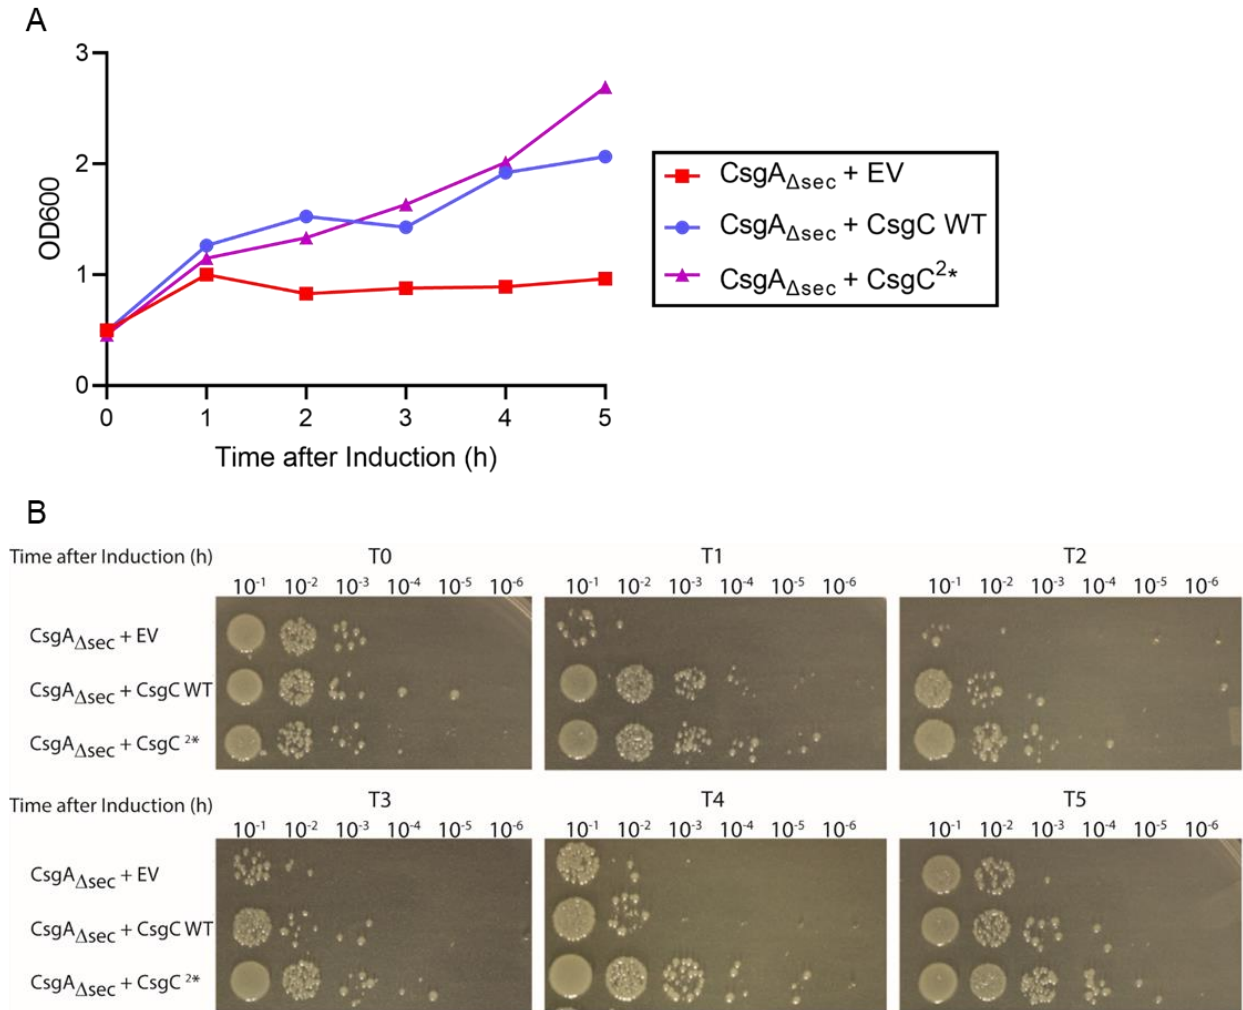 A
3
2
1
0
OD600
0 1 2 3 4 5
Time after Induction (h)
CsgAΔsec + EV
CsgAΔsec + CsgC WT
CsgAΔsec + CsgC2*
B
Time after Induction (h) T0 T1 T2
10-1 10-2 10-3 10-4 10-5 10-6 10-1 10-2 10-3 10-4 10-5 10-6 10-1 10-2 10-3 10-4 10-5 10-6
CsgAΔsec + EV
CsgAΔsec + CsgC WT
CsgAΔsec + CsgC 2*
Time after Induction (h) T3 T4 T5
10-1 10-2 10-3 10-4 10-5 10-6 10-1 10-2 10-3 10-4 10-5 10-6 10-1 10-2 10-3 10-4 10-5 10-6
CsgAΔsec + EV
CsgAΔsec + CsgC WT
CsgAΔsec + CsgC 2*